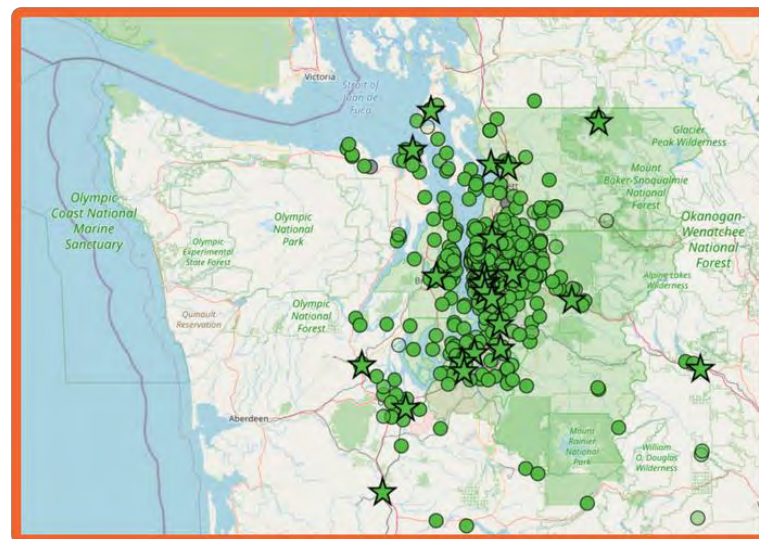 Victoria
Strait of
Juan de
Fuca
Glacier
Peak Wilderness
Mount
Baker-Snoqualmie
National
Forest
Olympic
Coast National
Marine
Sanctuary
Olympic
National
Park
Okanogan-
Wenatchee
National
Forest
Olympic
Experimental
State Forest
Alpine Lakes
Wilderness
Olympic
National
Forest
Quinault
Reservation
Aberdeen
Mount
Rainier
National
Park
William
O. Douglas
Wilderness